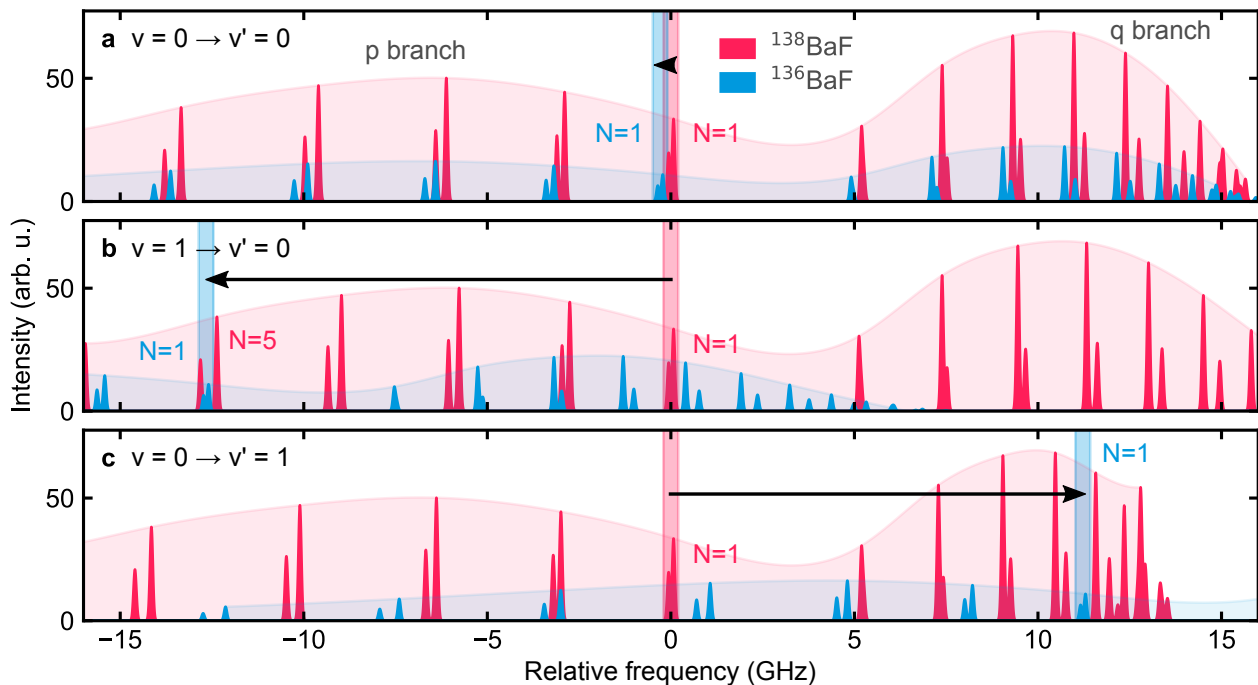 a v = 0 → v' = 0
p branch
q branch
¹³⁸BaF
¹³⁶BaF
N=1
N=1
50
0
b v = 1 → v' = 0
N=1
N=5
N=1
50
0
c v = 0 → v' = 1
N=1
N=1
50
0
−15
−10
−5
0
5
10
15
Intensity (arb. u.)
Relative frequency (GHz)